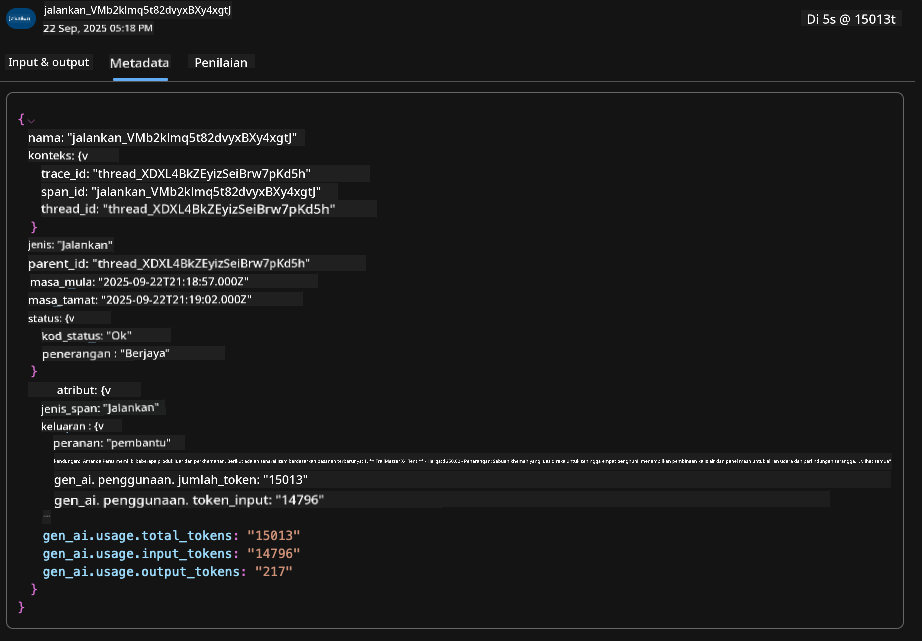 jalankan
jalankan_VMb2klmq5t82dvyxBXy4xgtJ
22 Sep, 2025 05:18 PM
Di 5s @ 15013t
Input & output Metadata Penilaian
{
nama: "jalankan_VMb2klmq5t82dvyxBXy4xgtJ"
konteks: {v
trace_id: "thread_XDXL4BkZEyizSeiBrw7pKd5h"
span_id: "jalankan_VMb2klmq5t82dvyxBXy4xgtJ"
thread_id: "thread_XDXL4BkZEyizSeiBrw7pKd5h"
}
jenis: "Jalankan"
parent_id: "thread_XDXL4BkZEyizSeiBrw7pKd5h"
masa_mula: "2025-09-22T21:18:57.000Z"
masa_tamat: "2025-09-22T21:19:02.000Z"
status: {v
kod_status: "Ok"
penerangan : "Berjaya"
}
atribut: {v
jenis_span: "Jalankan"
keluaran : {v
peranan: "pembantu"
gen_ai. penggunaan. jumlah_token: "15013"
gen_ai. penggunaan. token_input: "14796"
...
gen_ai.usage.total_tokens: "15013"
gen_ai.usage.input_tokens: "14796"
gen_ai.usage.output_tokens: "217"
}
}